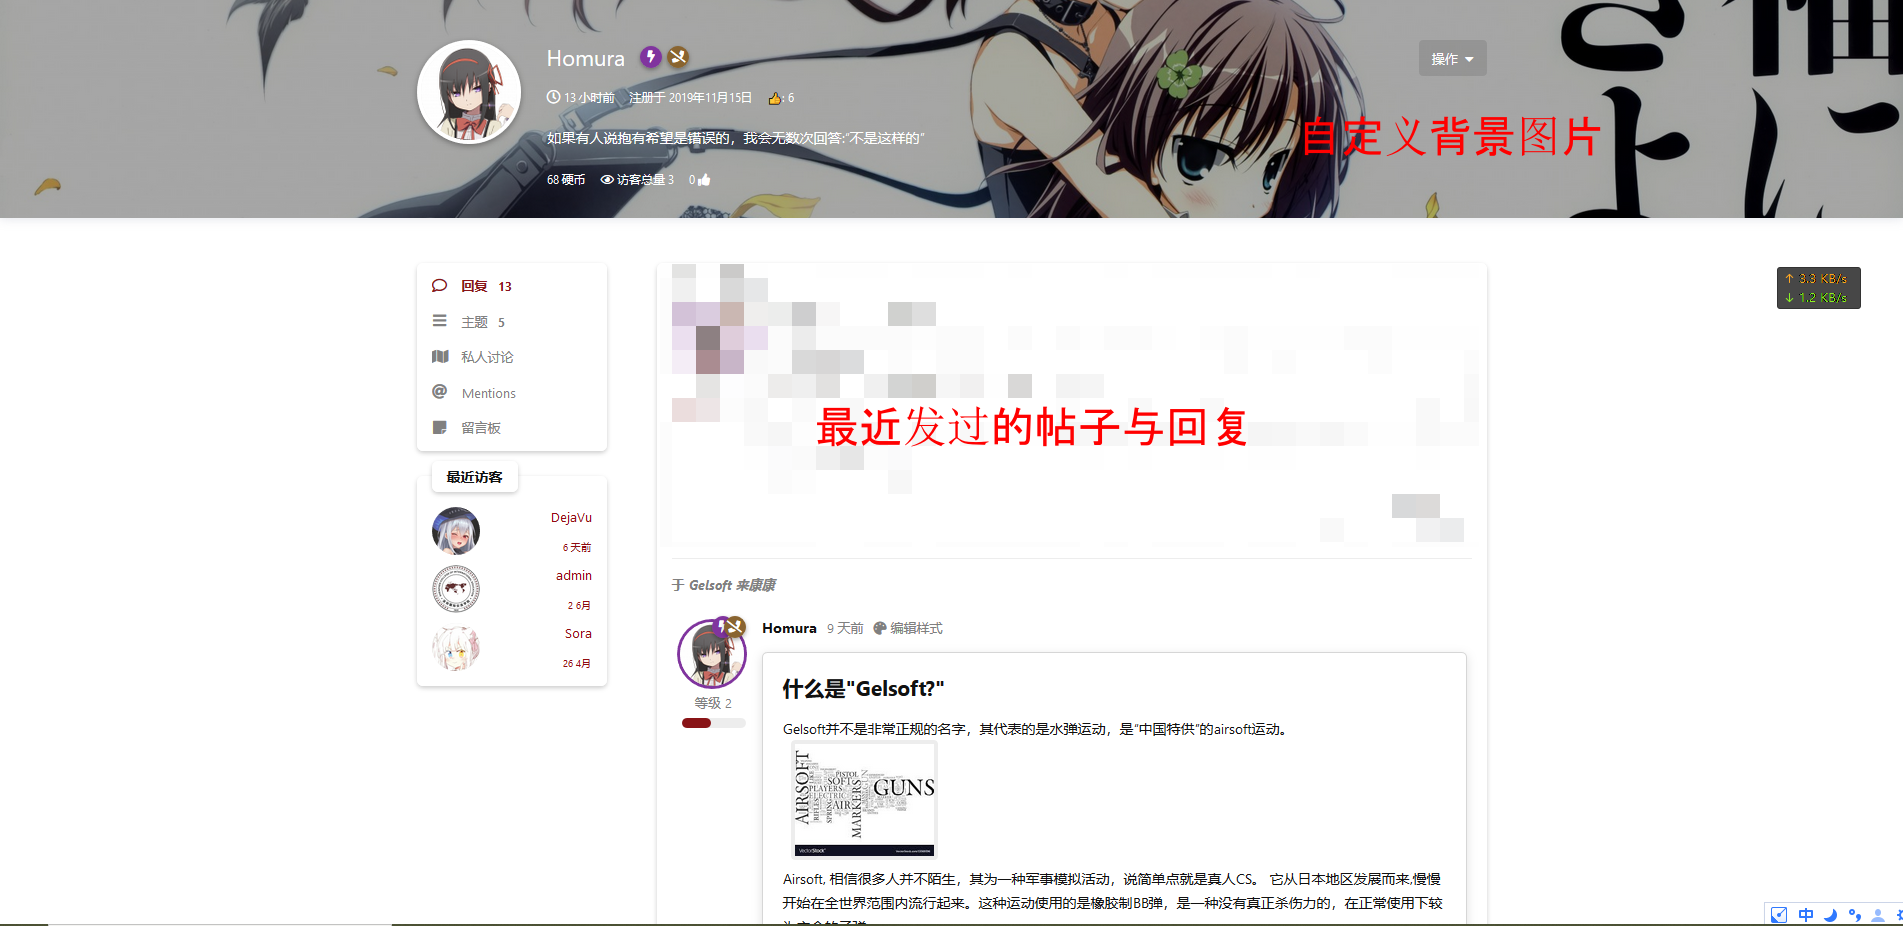 Homura
操作
13 小时前 注册于 2019年11月15日 : 6
自定义背景图片
如果有人说抱有希望是错误的，我会无数次回答:“不是这样的”
68 硬币 访客总量 3 0
回复 13
主题 5
私人讨论
Mentions
留言板
最近访客
DejaVu
6 天前
admin
2 6月
Sora
26 4月
↑ 3.3 KB/s
↓ 1.2 KB/s
最近发过的帖子与回复
于 Gelsoft 来康康
Homura 9 天前 编辑样式
等级 2
什么是"Gelsoft?"
Gelsoft并不是非常正规的名字，其代表的是水弹运动，是“中国特供”的airsoft运动。
AIRSOFT
PISTOL
SOFT
PLAYERS
ELECTRIC
AIR
RIFLES
SPRING
MARKERS
GUNS
VectorStock
Airsoft, 相信很多人并不陌生，其为一种军事模拟活动，说简单点就是真人CS。 它从日本地区发展而来,慢慢
开始在全世界范围内流行起来。这种运动使用的是橡胶制BB弹，是一种没有真正杀伤力的，在正常使用下较
中